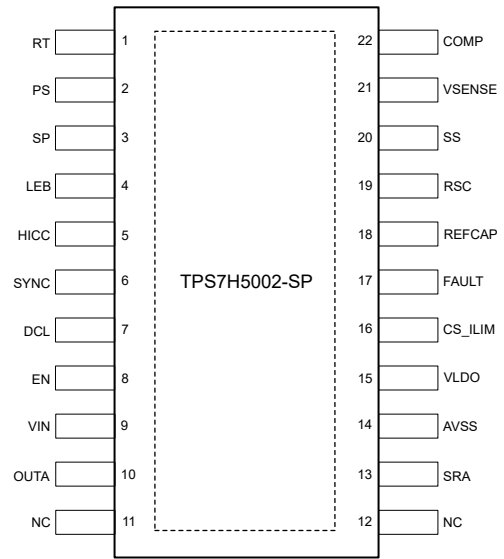 RT 1 22 COMP
PS 2 21 VSENSE
SP 3 20 SS
LEB 4 19 RSC
HICC 5 18 REFCAP
SYNC 6 TPS7H5002-SP 17 FAULT
DCL 7 16 CS_ILIM
EN 8 15 VLDO
VIN 9 14 AVSS
OUTA 10 13 SRA
NC 11 12 NC